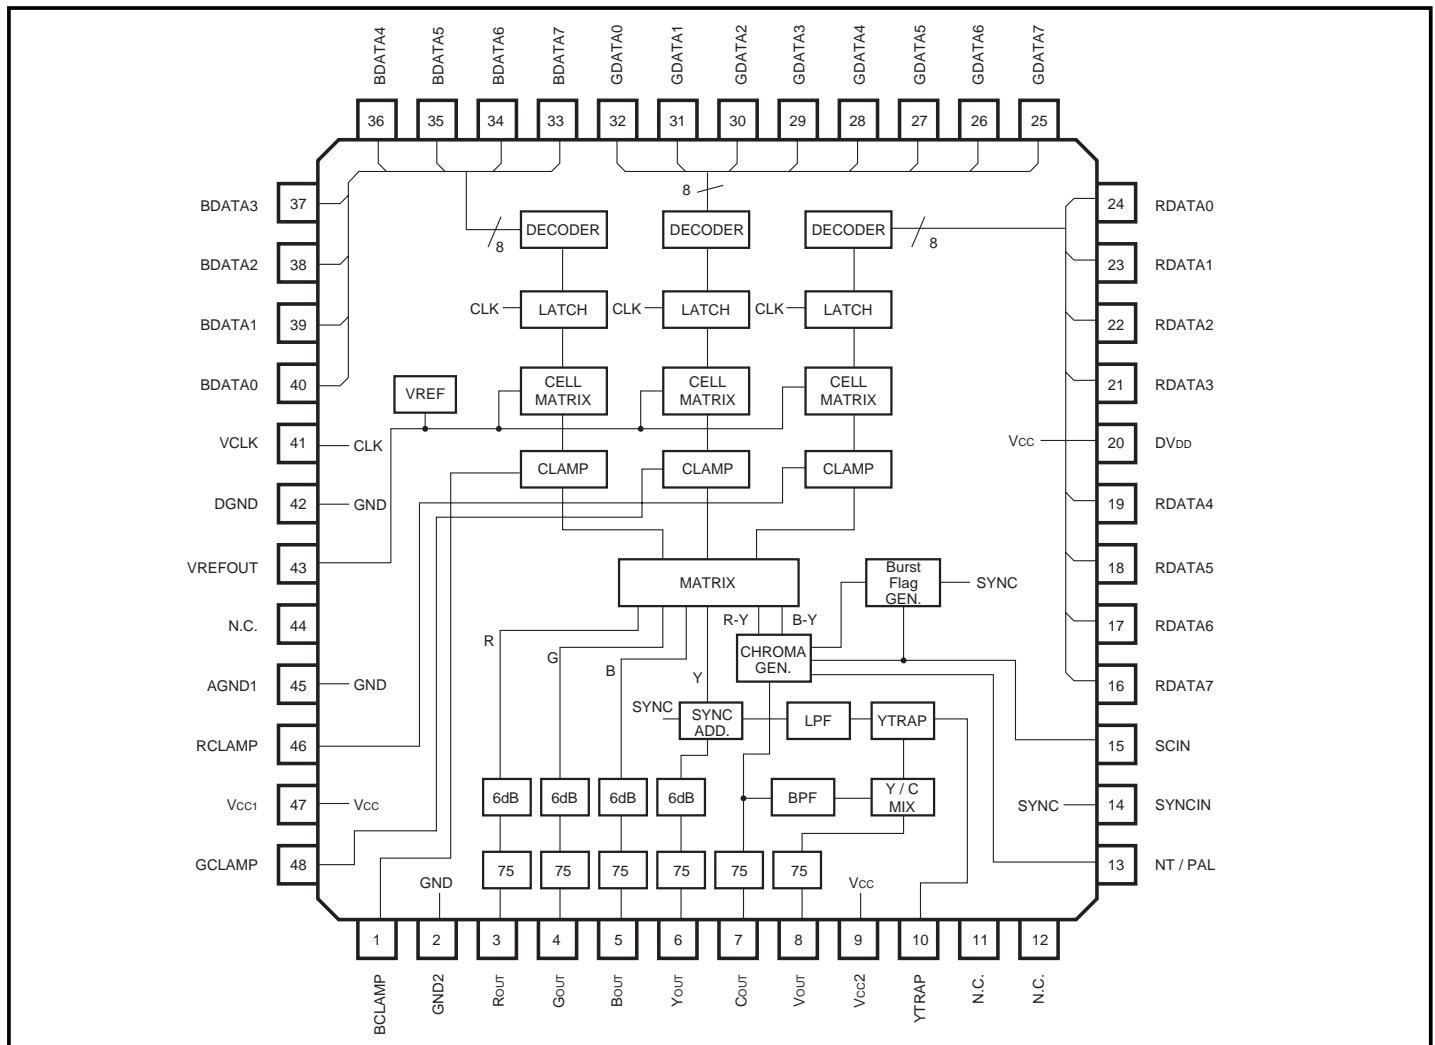 BDATA4 BDATA5 BDATA6 BDATA7 GDATA0 GDATA1 GDATA2 GDATA3 GDATA4 GDATA5 GDATA6 GDATA7
36 35 34 33 32 31 30 29 28 27 26 25
8
BDATA3 37 24 RDATA0
DECODER DECODER DECODER
8 8
BDATA2 38 23 RDATA1
CLK LATCH CLK LATCH CLK LATCH
BDATA1 39 22 RDATA2
BDATA0 40 21 RDATA3
VREF
CELL MATRIX
CELL MATRIX
CELL MATRIX
VCLK 41 CLK Vcc 20 DVDD
CLAMP CLAMP CLAMP
DGND 42 GND 19 RDATA4
VREFOUT 43 18 RDATA5
MATRIX
Burst
Flag
GEN.
SYNC
N.C. 44 17 RDATA6
R G B Y R-Y B-Y
CHROMA
GEN.
AGND1 45 GND 16 RDATA7
SYNC
SYNC
ADD.
LPF YTRAP
RCLAMP 46 15 SCIN
6dB 6dB 6dB 6dB BPF
Y / C
MIX
VCC1 47 Vcc SYNC 14 SYNCIN
GCLAMP 48 13 NT / PAL
75 75 75 75 75 75
GND Vcc
1 2 3 4 5 6 7 8 9 10 11 12
BCLAMP GND2 ROUT GOUT BOUT YOUT COUT VOUT Vcc2 YTRAP N.C. N.C.